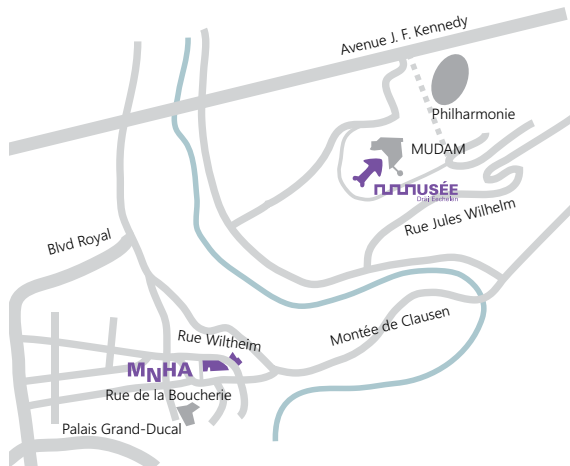 Avenue J. F. Kennedy
Philharmonie
MUDAM
MUSÉE
Draï Eechelen
Rue Jules Wilhelm
Blvd Royal
Montée de Clausen
Rue Wiltheim
MNHA
Rue de la Boucherie
Palais Grand-Ducal